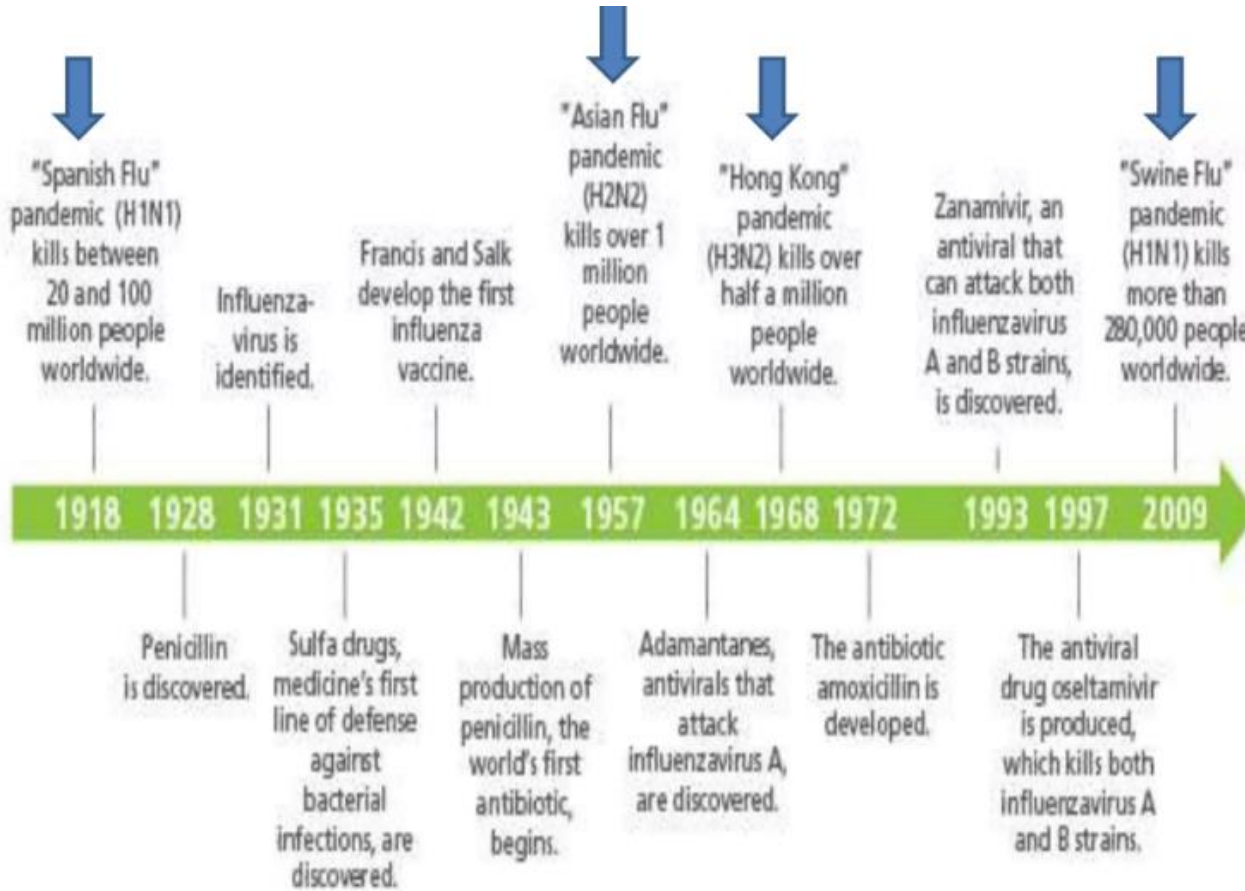 "Spanish Flu"
pandemic (H1N1)
kills between
20 and 100
million people
worldwide.
Influenza-
virus is
identified.
Francis and Salk
develop the first
influenza
vaccine.
"Asian Flu"
pandemic
(H2N2)
kills over 1
million
people
worldwide.
"Hong Kong"
pandemic
(H3N2) kills over
half a million
people
worldwide.
Zanamivir, an
antiviral that
can attack both
influenzavirus
A and B strains,
is discovered.
"Swine Flu"
pandemic
(H1N1) kills
more than
280,000 people
worldwide.
1918 1928 1931 1935 1942 1943 1957 1964 1968 1972 1993 1997 2009
Penicillin
is discovered.
Sulfa drugs,
medicine's first
line of defense
against
bacterial
infections, are
discovered.
Mass
production of
penicillin, the
world's first
antibiotic,
begins.
Adamantanes,
antivirals that
attack
influenzavirus A,
are discovered.
The antibiotic
amoxicillin is
developed.
The antiviral
drug oseltamivir
is produced,
which kills both
influenzavirus A
and B strains.